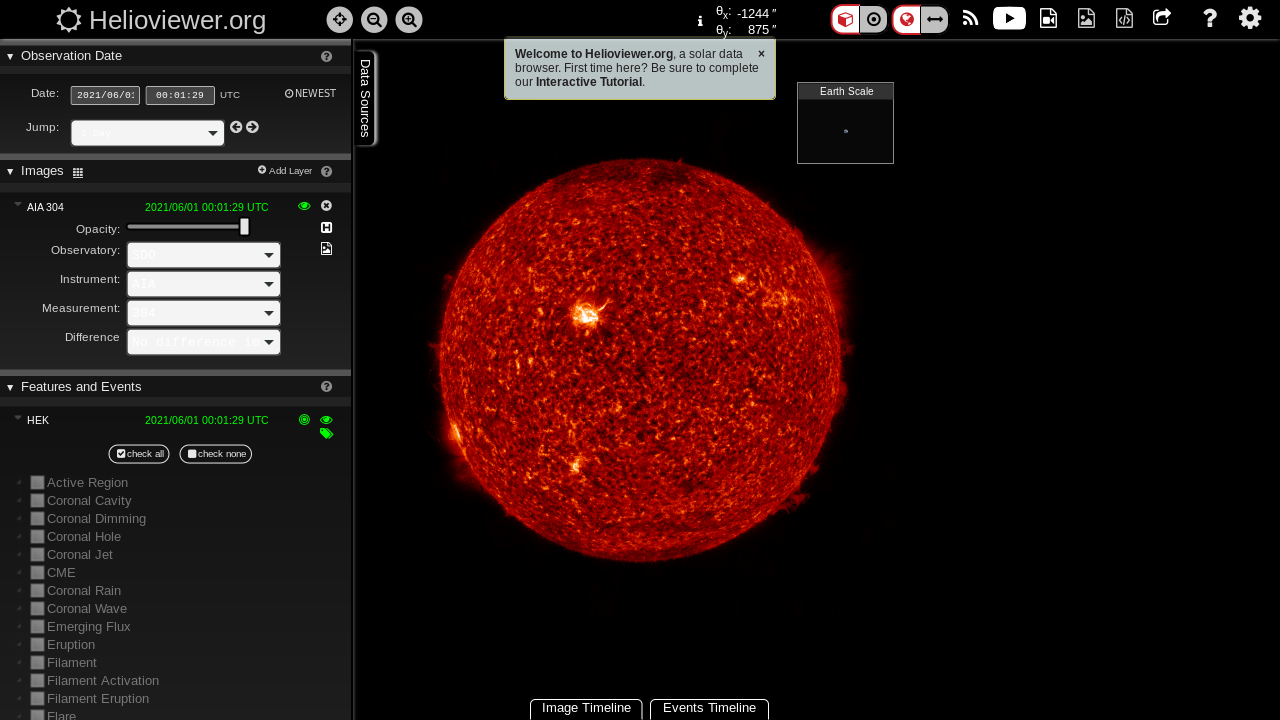 Helioviewer.org
θx: -1244 ″
θy: 875 ″
Observation Date
Date: 2021/06/01 00:01:29 UTC NEWEST
Jump: 1 Day
Images Add Layer
AIA 304 2021/06/01 00:01:29 UTC
Opacity:
Observatory: SDO
Instrument: AIA
Measurement: 304
Difference No difference im
Features and Events
HEK 2021/06/01 00:01:29 UTC
check all check none
Active Region
Coronal Cavity
Coronal Dimming
Coronal Hole
Coronal Jet
CME
Coronal Rain
Coronal Wave
Emerging Flux
Eruption
Filament
Filament Activation
Filament Eruption
Flare
Data Sources
Welcome to Helioviewer.org, a solar data ×
browser. First time here? Be sure to complete
our Interactive Tutorial.
Earth Scale
Image Timeline Events Timeline